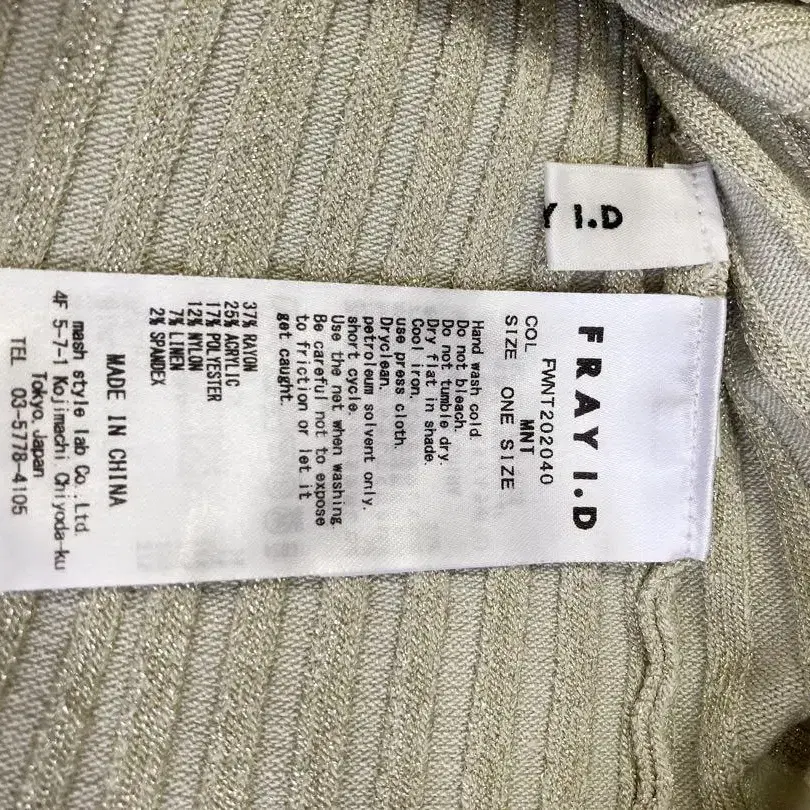 Y I.D
FRAY I.D
FWNT202040
COL MNT
SIZE ONE SIZE
Hand wash cold.
Do not bleach.
Do not tumble dry.
Dry flat in shade.
Cool iron,
use press cloth.
Dryclean.
petroleum solvent only.
short cycle.
Use the net when washing.
Be careful not to expose
to friction or let it
get caught.
37% RAYON
25% ACRYLIC
17% POLYESTER
12% NYLON
7% LINEN
2% SPANDEX
MADE IN CHINA
mash style lab Co.,Ltd.
4F 5-7-1 Kojimachi Chiyoda-ku
Tokyo, Japan
TEL 03-5778-4105